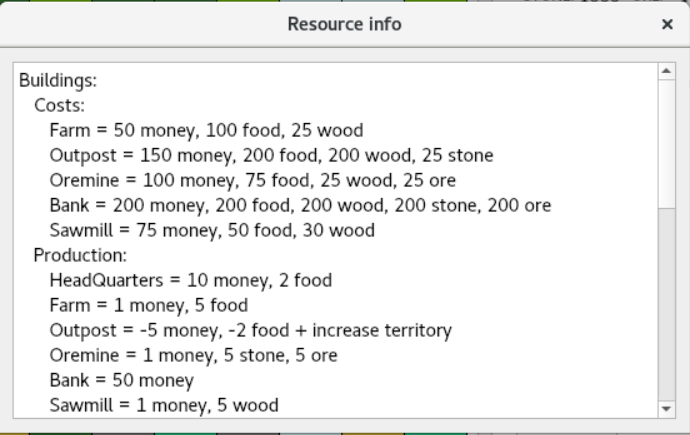 Resource info
×
Buildings:
Costs:
Farm = 50 money, 100 food, 25 wood
Outpost = 150 money, 200 food, 200 wood, 25 stone
Oremine = 100 money, 75 food, 25 wood, 25 ore
Bank = 200 money, 200 food, 200 wood, 200 stone, 200 ore
Sawmill = 75 money, 50 food, 30 wood
Production:
HeadQuarters = 10 money, 2 food
Farm = 1 money, 5 food
Outpost = -5 money, -2 food + increase territory
Oremine = 1 money, 5 stone, 5 ore
Bank = 50 money
Sawmill = 1 money, 5 wood